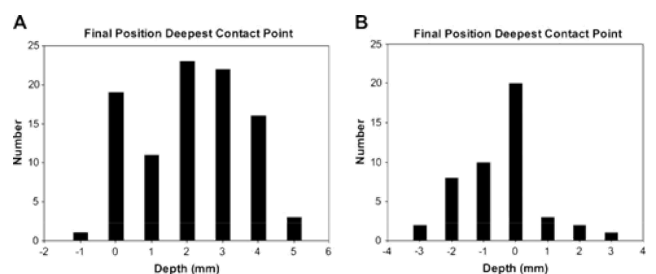 A
Final Position Deepest Contact Point
25
20
15
10
5
0
Number
-2 -1 0 1 2 3 4 5 6
Depth (mm)
B
Final Position Deepest Contact Point
25
20
15
10
5
0
Number
-4 -3 -2 -1 0 1 2 3 4
Depth (mm)